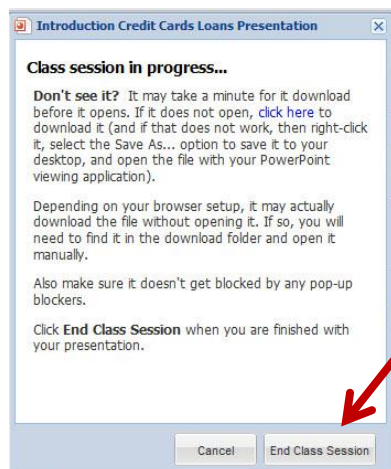 Introduction Credit Cards Loans Presentation
Class session in progress...
Don't see it? It may take a minute for it download
before it opens. If it does not open, click here to
download it (and if that does not work, then right-click
it, select the Save As... option to save it to your
desktop, and open the file with your PowerPoint
viewing application).
Depending on your browser setup, it may actually
download the file without opening it. If so, you will
need to find it in the download folder and open it
manually.
Also make sure it doesn't get blocked by any pop-up
blockers.
Click End Class Session when you are finished with
your presentation.
Cancel End Class Session